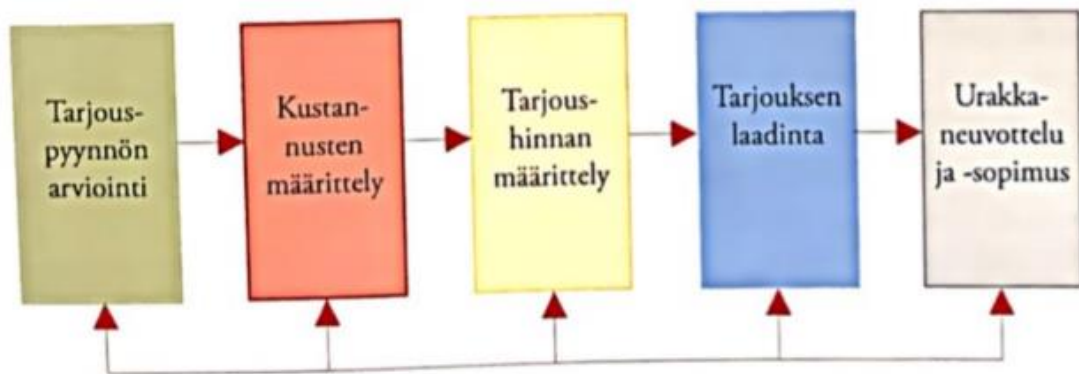 Tarjous-
pyynnön
arviointi
Kustan-
nusten
määrittely
Tarjous-
hinnan
määrittely
Tarjouksen
laadinta
Urakka-
neuvottelu
ja -sopimus